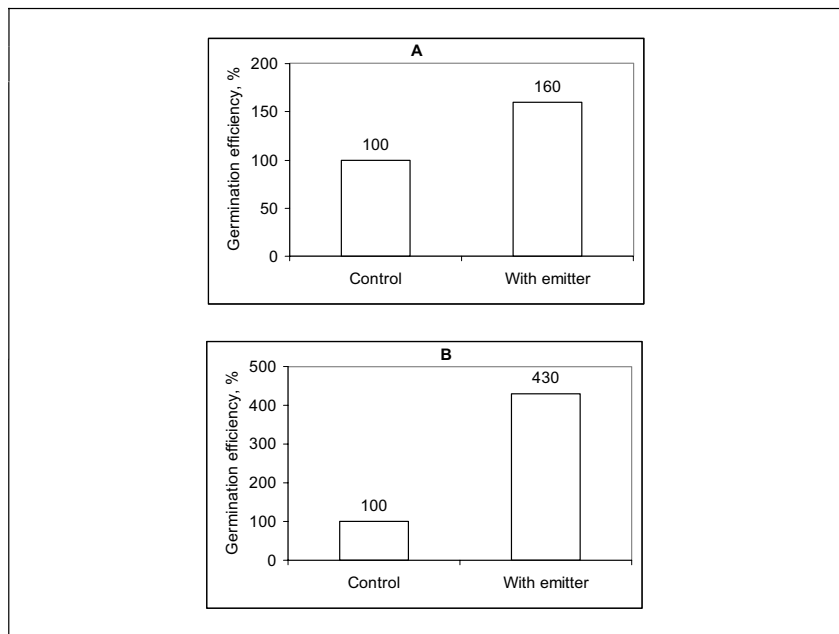 A
Germination efficiency, %
200
150
100
50
0
100
160
Control With emitter
B
Germination efficiency, %
500
400
300
200
100
0
100
430
Control With emitter